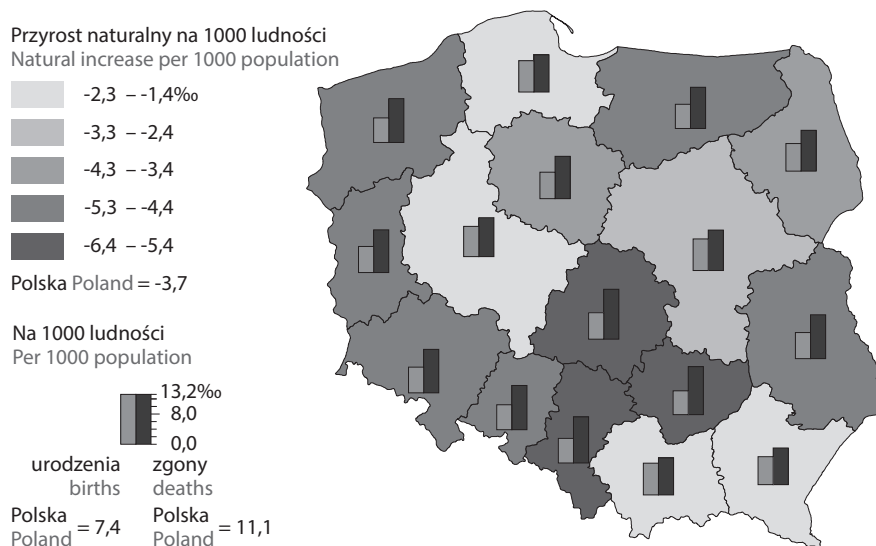 Przyrost naturalny na 1000 ludności
Natural increase per 1000 population
-2,3 – -1,4‰
-3,3 – -2,4
-4,3 – -3,4
-5,3 – -4,4
-6,4 – -5,4
Polska Poland = -3,7
Na 1000 ludności
Per 1000 population
13,2‰
8,0
0,0
urodzenia zgony
births deaths
Polska Poland = 7,4
Polska Poland = 11,1